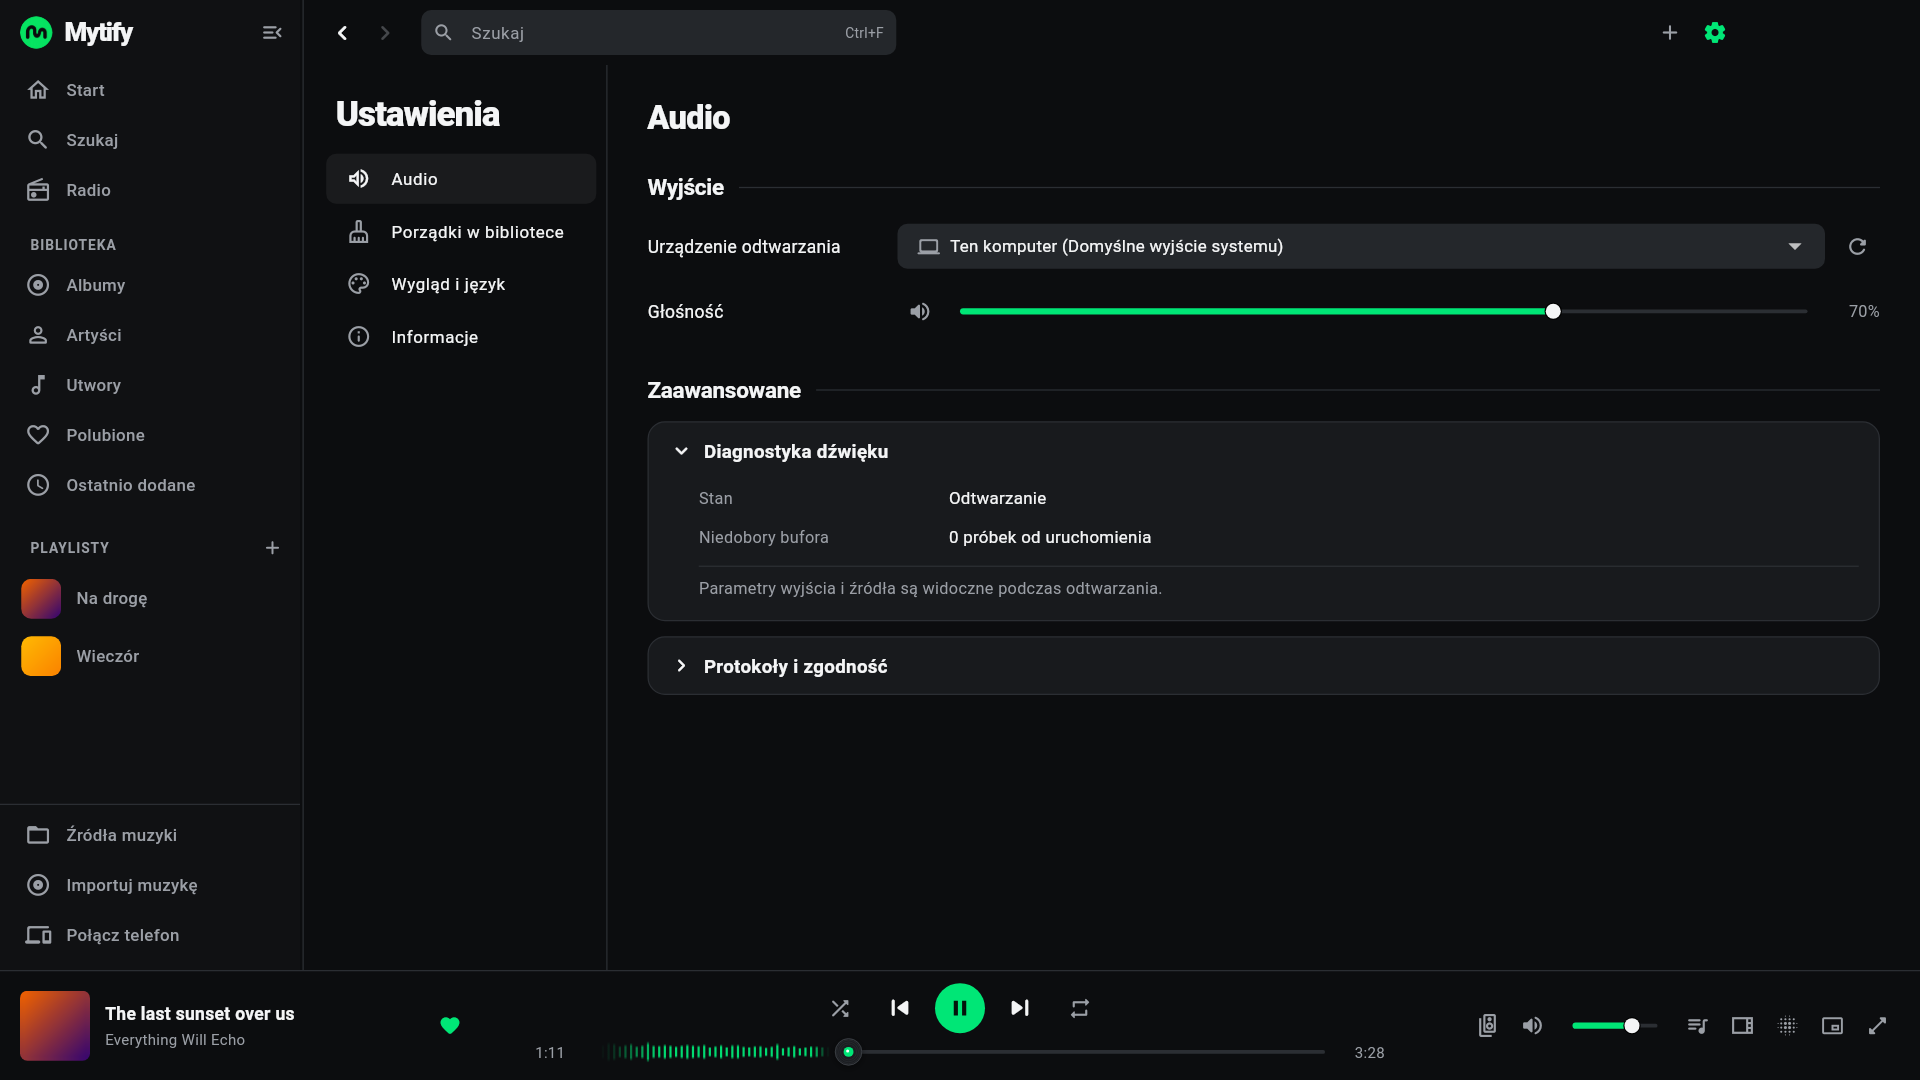 Mytify
Szukaj
Ctrl+F
Start
Szukaj
Radio
BIBLIOTEKA
Albumy
Artyści
Utwory
Polubione
Ostatnio dodane
PLAYLISTY
Na drogę
Wieczór
Źródła muzyki
Importuj muzykę
Połącz telefon
Ustawienia
Audio
Porządki w bibliotece
Wygląd i język
Informacje
Audio
Wyjście
Urządzenie odtwarzania
Ten komputer (Domyślne wyjście systemu)
Głośność
70%
Zaawansowane
Diagnostyka dźwięku
Stan
Odtwarzanie
Niedobory bufora
0 próbek od uruchomienia
Parametry wyjścia i źródła są widoczne podczas odtwarzania.
Protokoły i zgodność
The last sunset over us
Everything Will Echo
1:11
3:28